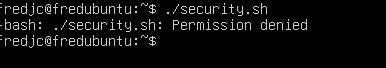 fredjc@fredubuntu:~$ ./security.sh
-bash: ./security.sh: Permission denied
fredjc@fredubuntu:~$